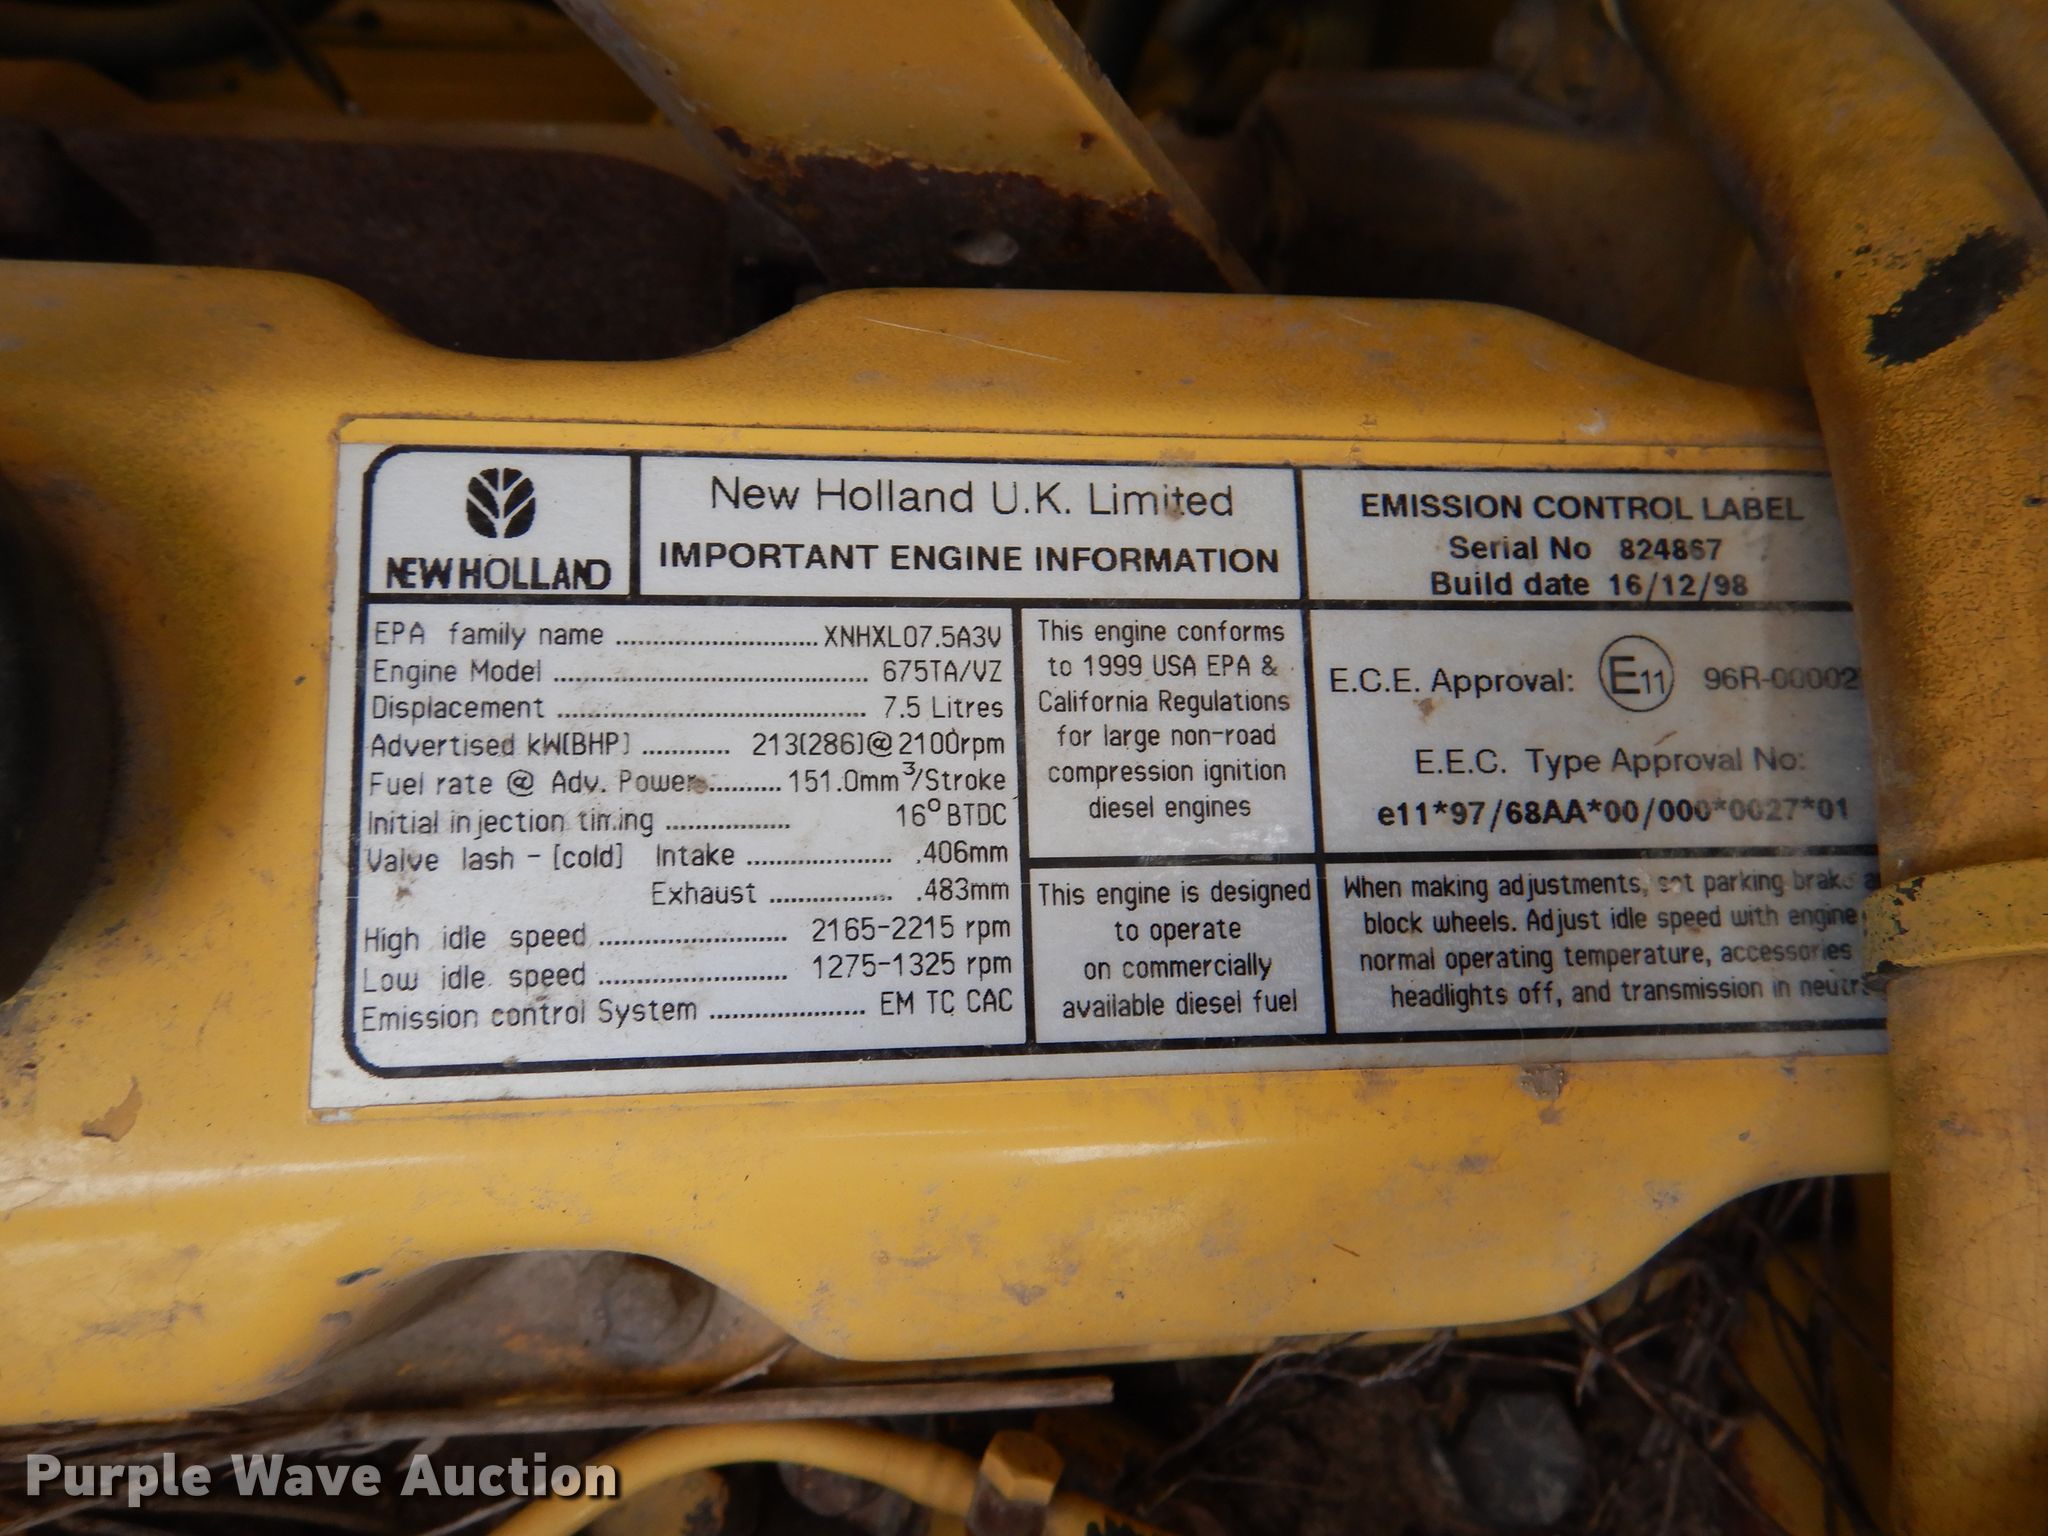 NEW HOLLAND
New Holland U.K. Limited
IMPORTANT ENGINE INFORMATION
EMISSION CONTROL LABEL
Serial No 824867
Build date 16/12/98
EPA family name ............................ XNHXL07.5A3V
Engine Model .......................................... 675TA/VZ
Displacement ......................................... 7.5 Litres
Advertised kW(BHP) ............ 213(286)@2100rpm
Fuel rate @ Adv. Power .......... 151.0mm³/Stroke
Initial injection timing ................. 16° BTDC
Valve lash - [cold] Intake .................... .406mm
Exhaust ................. .483mm
High idle speed ......................... 2165-2215 rpm
Low idle speed ......................... 1275-1325 rpm
Emission control System ...................... EM TC CAC
This engine conforms
to 1999 USA EPA &
California Regulations
for large non-road
compression ignition
diesel engines
This engine is designed
to operate
on commercially
available diesel fuel
E.C.E. Approval: E11 96R-00002
E.E.C. Type Approval No:
e11*97/68AA*00/000*0027*01
When making adjustments, set parking brake
block wheels. Adjust idle speed with engine
normal operating temperature, accessories
headlights off, and transmission in
Purple Wave Auction